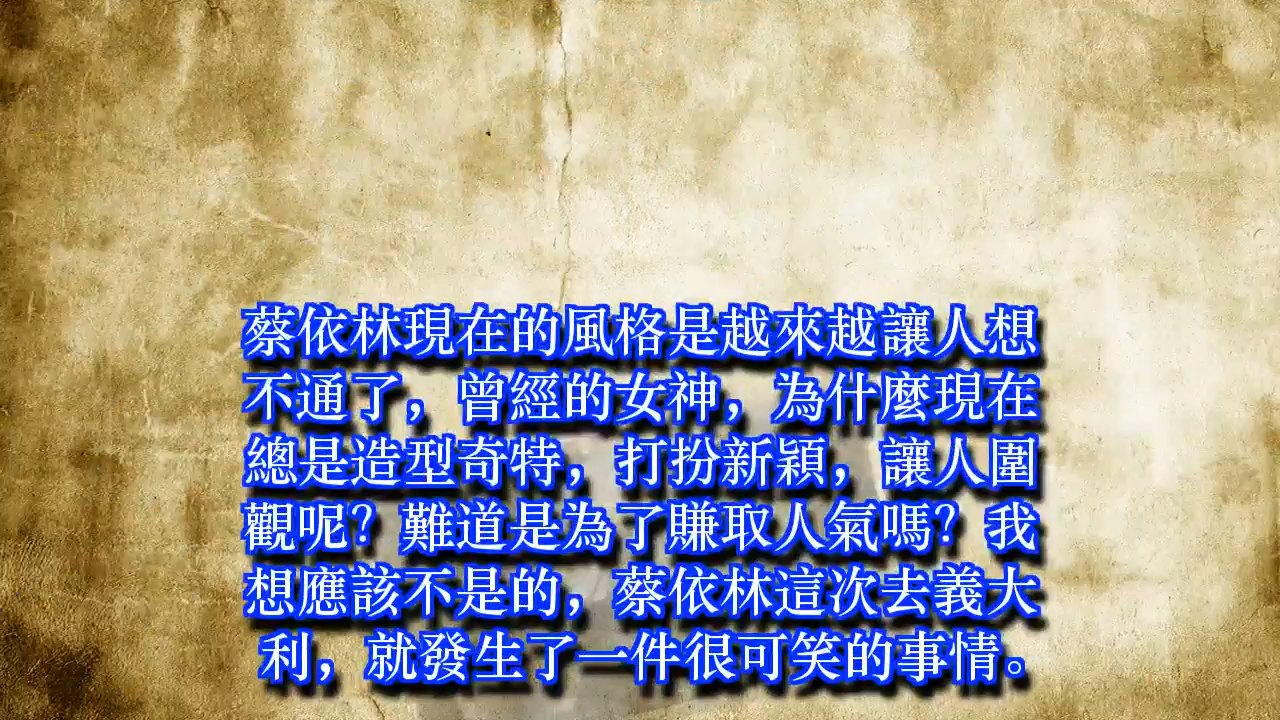 蔡依林現在的風格是越來越讓人想
不通了，曾經的女神，為什麼現在
總是造型奇特，打扮新穎，讓人圍
觀呢？難道是為了賺取人氣嗎？我
想應該不是的，蔡依林這次去義大
利，就發生了一件很可笑的事情。